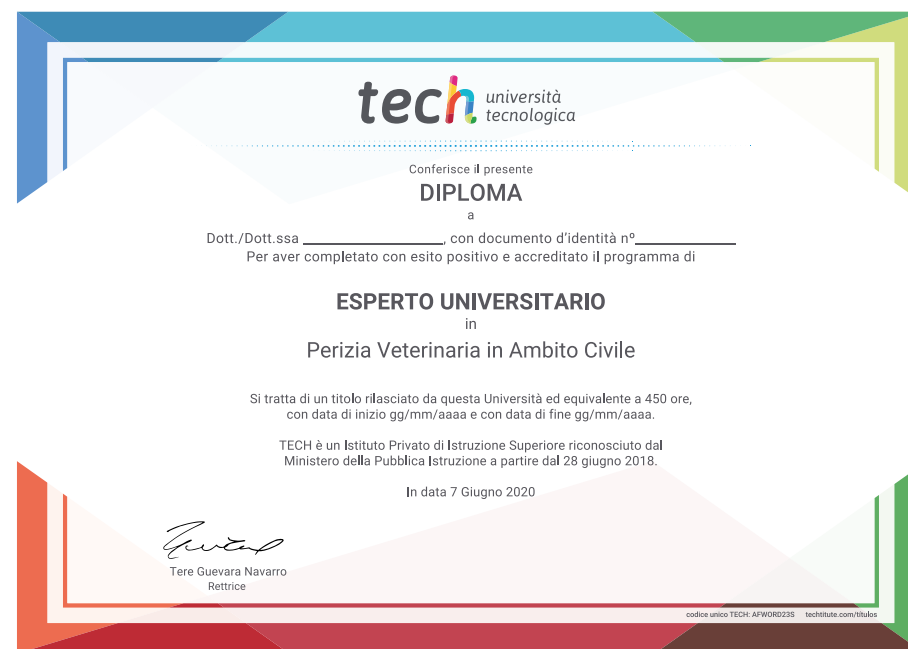 tech università
tecnologica
Conferisce il presente
DIPLOMA
a
Dott./Dott.ssa ____________________, con documento d'identità nº______________
Per aver completato con esito positivo e accreditato il programma di
ESPERTO UNIVERSITARIO
in
Perizia Veterinaria in Ambito Civile
Si tratta di un titolo rilasciato da questa Università ed equivalente a 450 ore,
con data di inizio gg/mm/aaaa e con data di fine gg/mm/aaaa.
TECH è un Istituto Privato di Istruzione Superiore riconosciuto dal
Ministero della Pubblica Istruzione a partire dal 28 giugno 2018.
In data 7 Giugno 2020
Tere Guevara Navarro
Rettrice
codice unico TECH: AFWORD23S techtitute.com/titulos